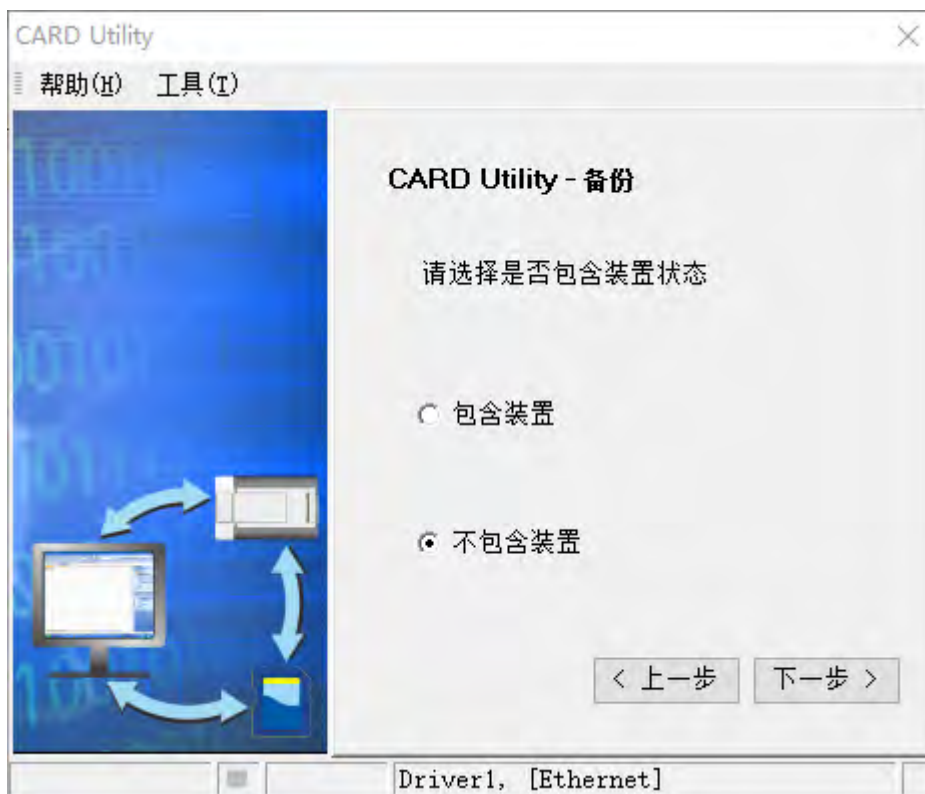 CARD Utility
帮助(H) 工具(T)
CARD Utility - 备份
请选择是否包含装置状态
包含装置
不包含装置
< 上一步 下一步 >
Driver1, [Ethernet]